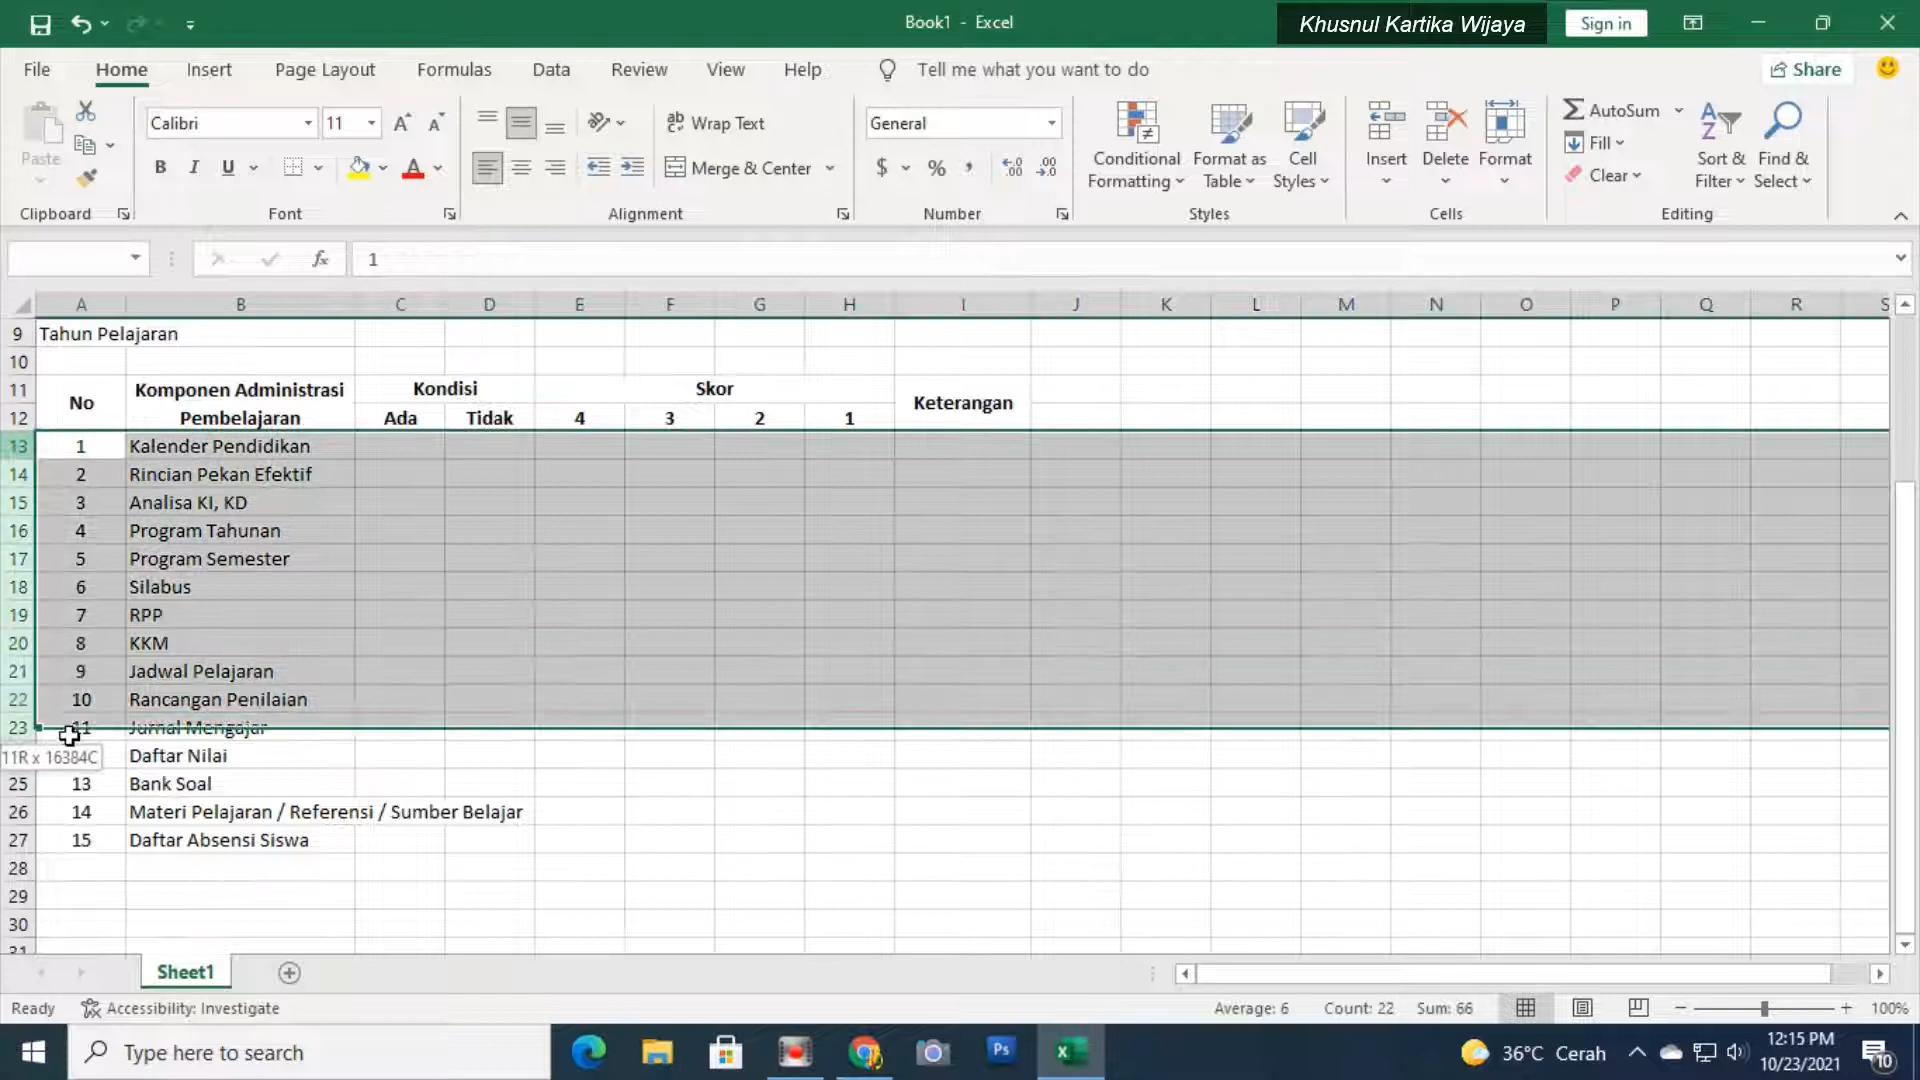 Book1 - Excel
Khusnul Kartika Wijaya
Sign in
File Home Insert Page Layout Formulas Data Review View Help Tell me what you want to do Share
Paste
Calibri 11
Wrap Text
General
Conditional Formatting
Format as Table
Cell Styles
Insert
Delete
Format
AutoSum
Fill
Clear
Sort & Filter
Find & Select
B I U
Merge & Center
$ %
Clipboard Font Alignment Number Styles Cells Editing
fx 1
A B C D E F G H I J K L M N O P Q R S
9 Tahun Pelajaran
10
11 No Komponen Administrasi Kondisi Skor Keterangan
12 Pembelajaran Ada Tidak 4 3 2 1
13 1 Kalender Pendidikan
14 2 Rincian Pekan Efektif
15 3 Analisa KI, KD
16 4 Program Tahunan
17 5 Program Semester
18 6 Silabus
19 7 RPP
20 8 KKM
21 9 Jadwal Pelajaran
22 10 Rancangan Penilaian
23 11 Jurnal Mengajar
11R x 16384C Daftar Nilai
25 13 Bank Soal
26 14 Materi Pelajaran / Referensi / Sumber Belajar
27 15 Daftar Absensi Siswa
28
29
30
31
Sheet1
Ready Accessibility: Investigate Average: 6 Count: 22 Sum: 66 100%
Type here to search
Ps
36°C Cerah
12:15 PM
10/23/2021
10